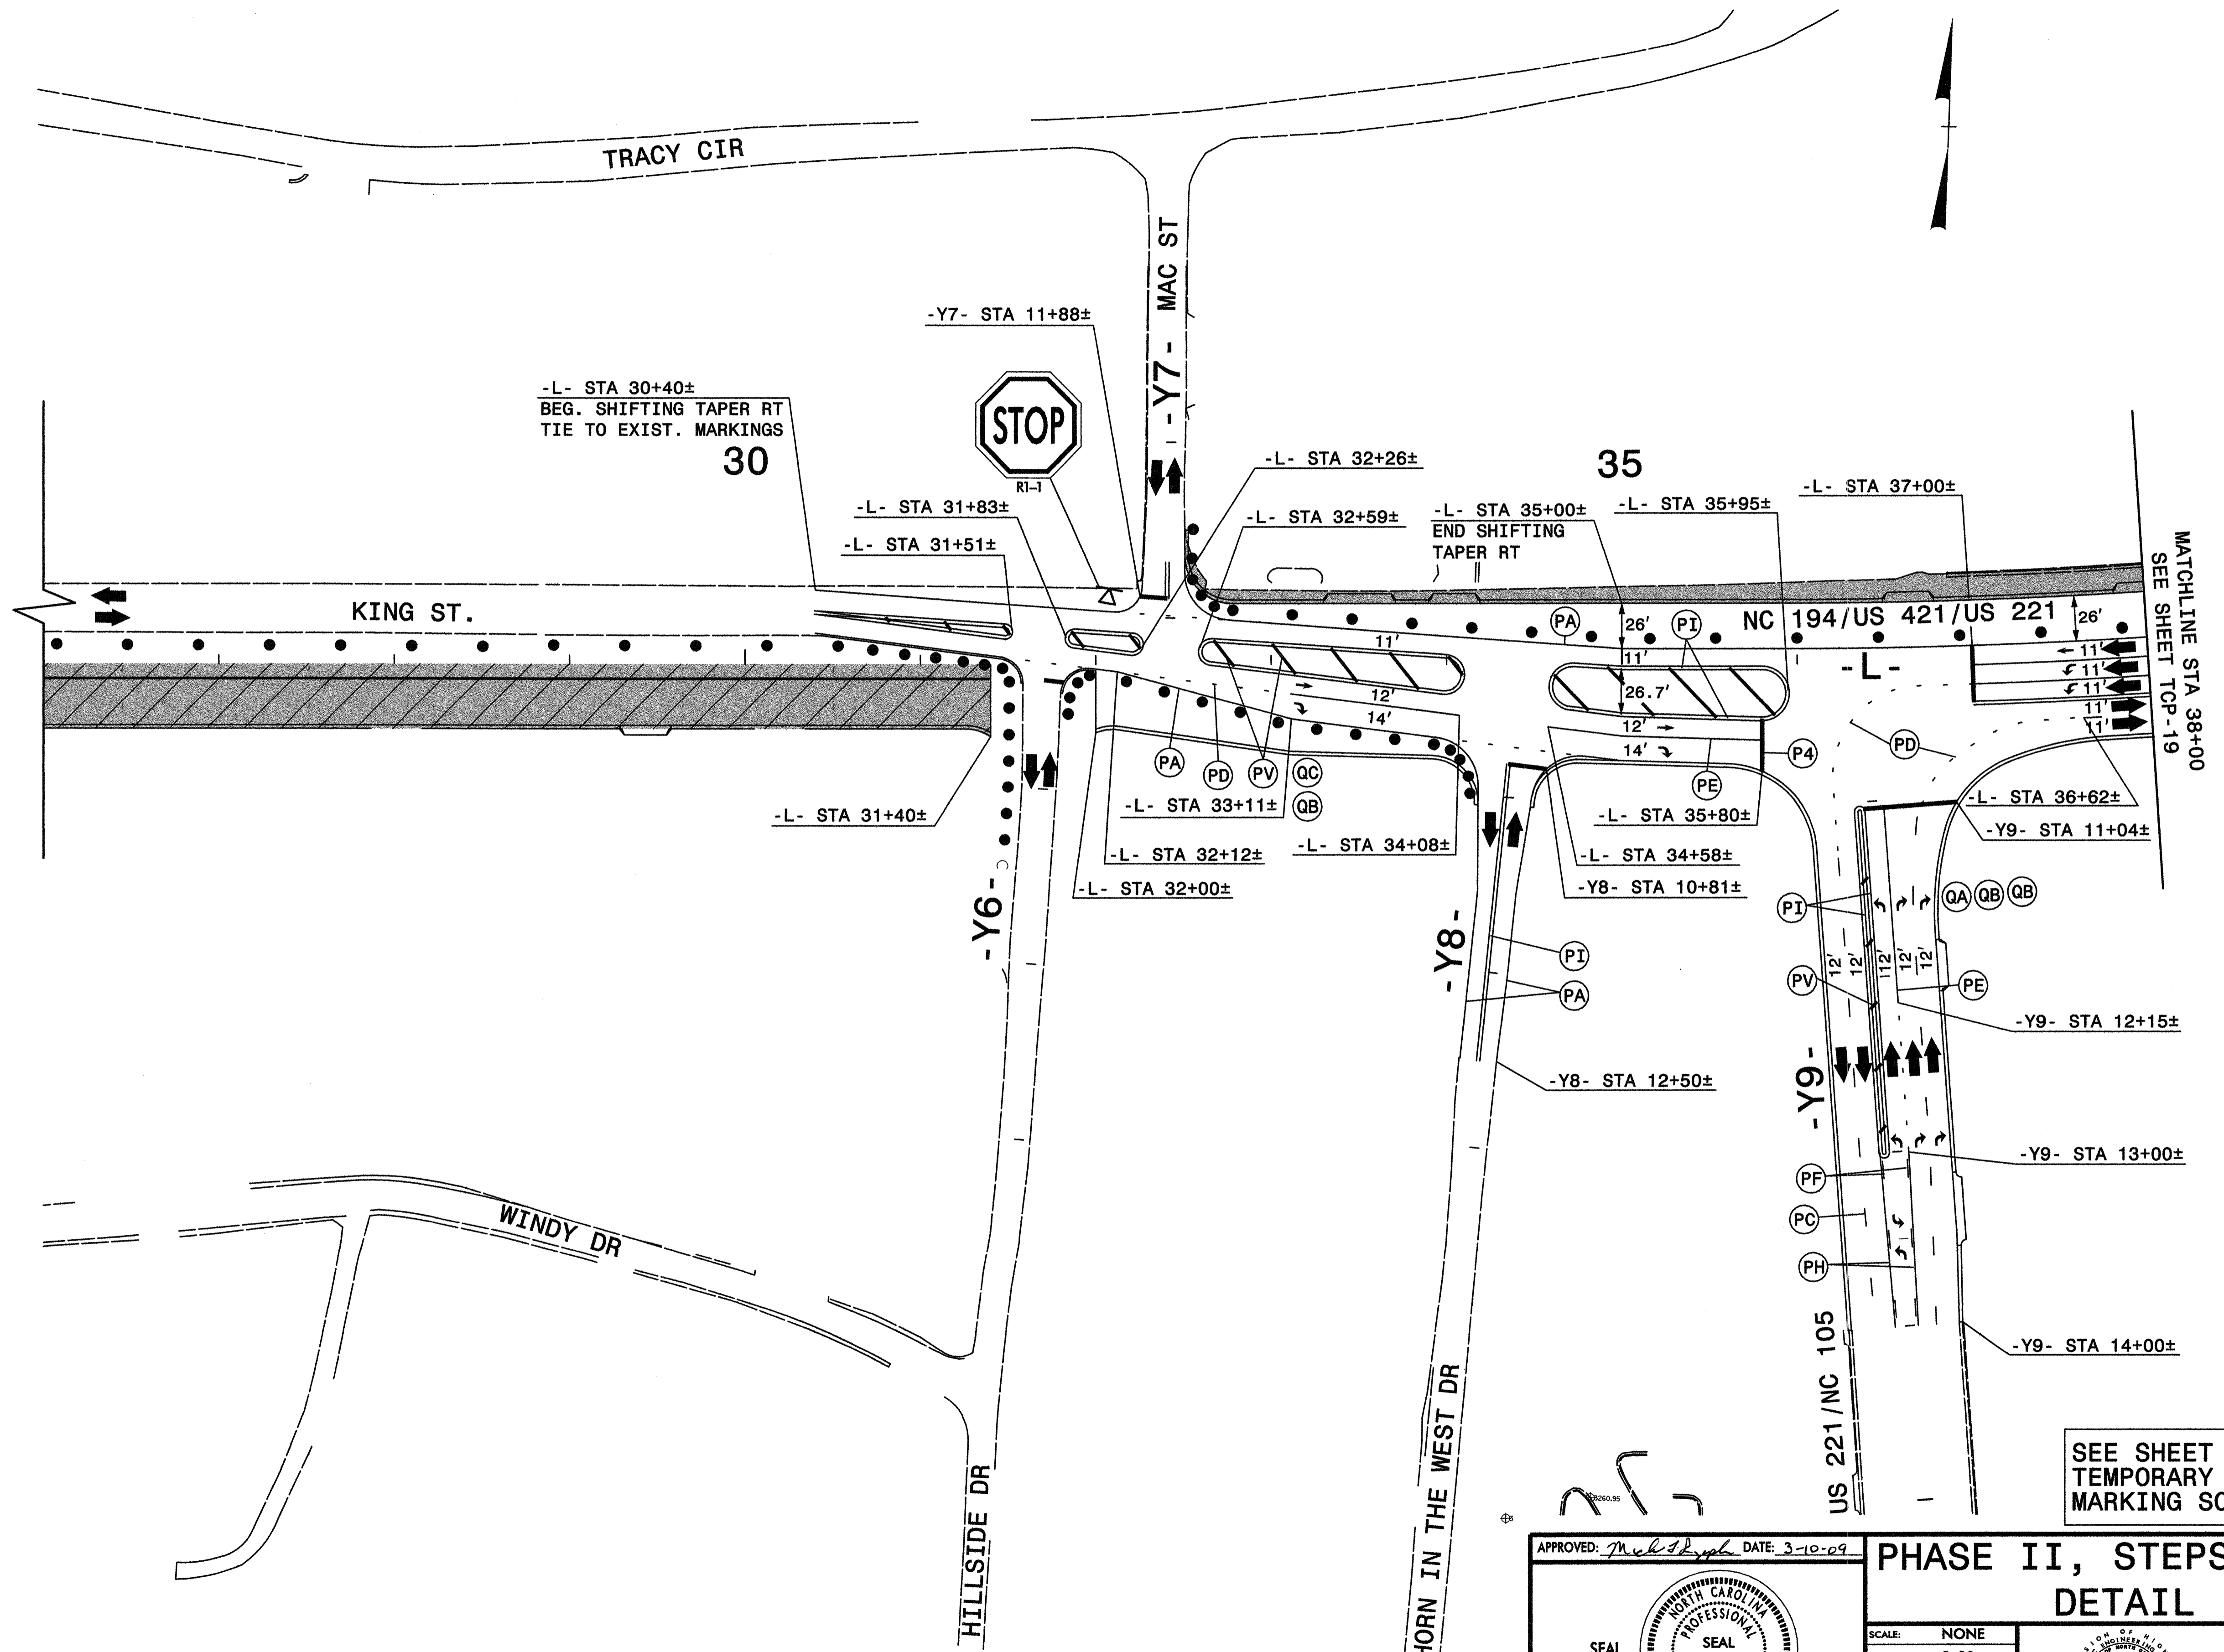 TRACY CIR
MAC ST
-Y7-
-Y7- STA 11+88±
-L- STA 30+40±
BEG. SHIFTING TAPER RT
TIE TO EXIST. MARKINGS
30
STOP
R1-1
-L- STA 32+26±
35
-L- STA 31+83±
-L- STA 31+51±
-L- STA 32+59±
-L- STA 35+00±
END SHIFTING
TAPER RT
-L- STA 35+95±
-L- STA 37+00±
MATCHLINE STA 38+00
SEE SHEET TCP-19
KING ST.
NC 194/US 421/US 221
26'
26'
PA
PI
11'
11'
26.7'
-L-
11'
11'
11'
11'
11'
12'
14'
12'
14'
PA
PD
PV
QC
QB
PE
P4
PD
-L- STA 31+40±
-L- STA 33+11±
-L- STA 35+80±
-L- STA 36+62±
-Y9- STA 11+04±
-L- STA 32+12±
-L- STA 34+08±
-L- STA 34+58±
-L- STA 32+00±
-Y8- STA 10+81±
-Y6-
-Y8-
PI
PA
PI
QA
QB
QB
12'
12'
12'
12'
12'
PV
PE
-Y9- STA 12+15±
-Y9-
-Y8- STA 12+50±
-Y9- STA 13+00±
PF
PC
PH
WINDY DR
-Y9- STA 14+00±
US 221/NC 105
HILLSIDE DR
HORN IN THE WEST DR
3260.95
SEE SHEET
TEMPORARY
MARKING SC
APPROVED: DATE: 3-10-09
PHASE II, STEPS
DETAIL
NORTH CAROLINA
PROFESSIONAL
SEAL
SEAL
SCALE: NONE